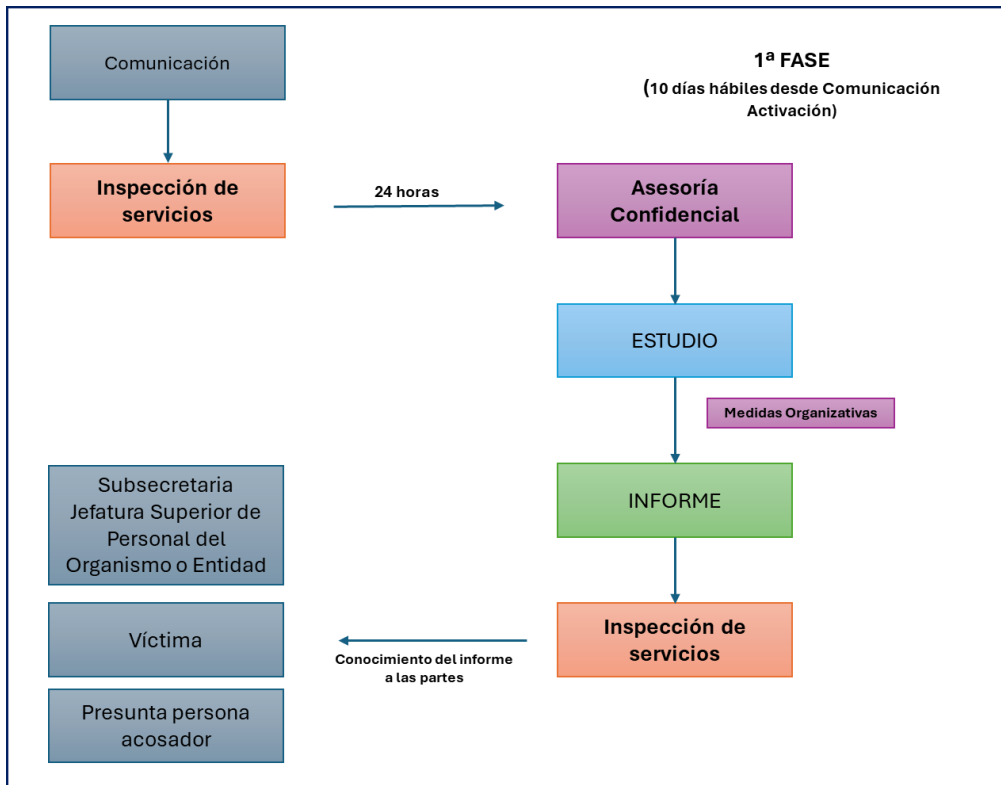 Comunicación
1ª FASE
(10 días hábiles desde Comunicación
Activación)
Inspección de
servicios
24 horas
Asesoría
Confidencial
ESTUDIO
Medidas Organizativas
INFORME
Subsecretaria
Jefatura Superior de
Personal del
Organismo o Entidad
Inspección de
servicios
Conocimiento del informe
a las partes
Víctima
Presunta persona
acosador